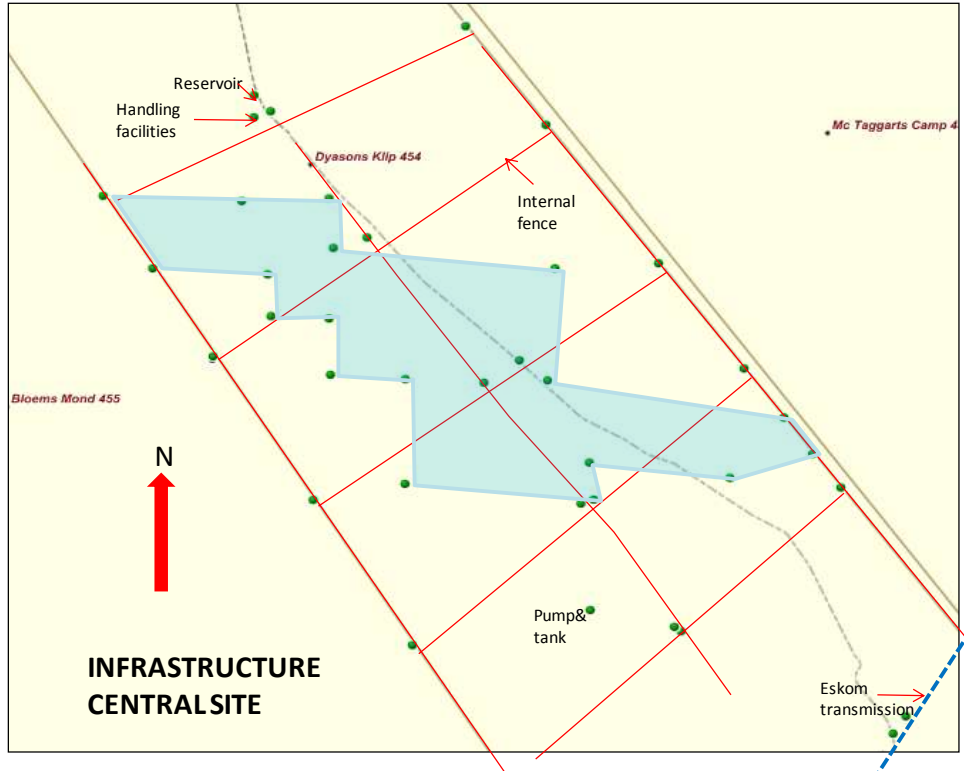 Reservoir
Handling
facilities
Mc Taggarts Camp 4
Dyasons Klip 454
Internal
fence
Bloems Mond 455
N
Pump&
tank
INFRASTRUCTURE
CENTRALSITE
Eskom
transmission